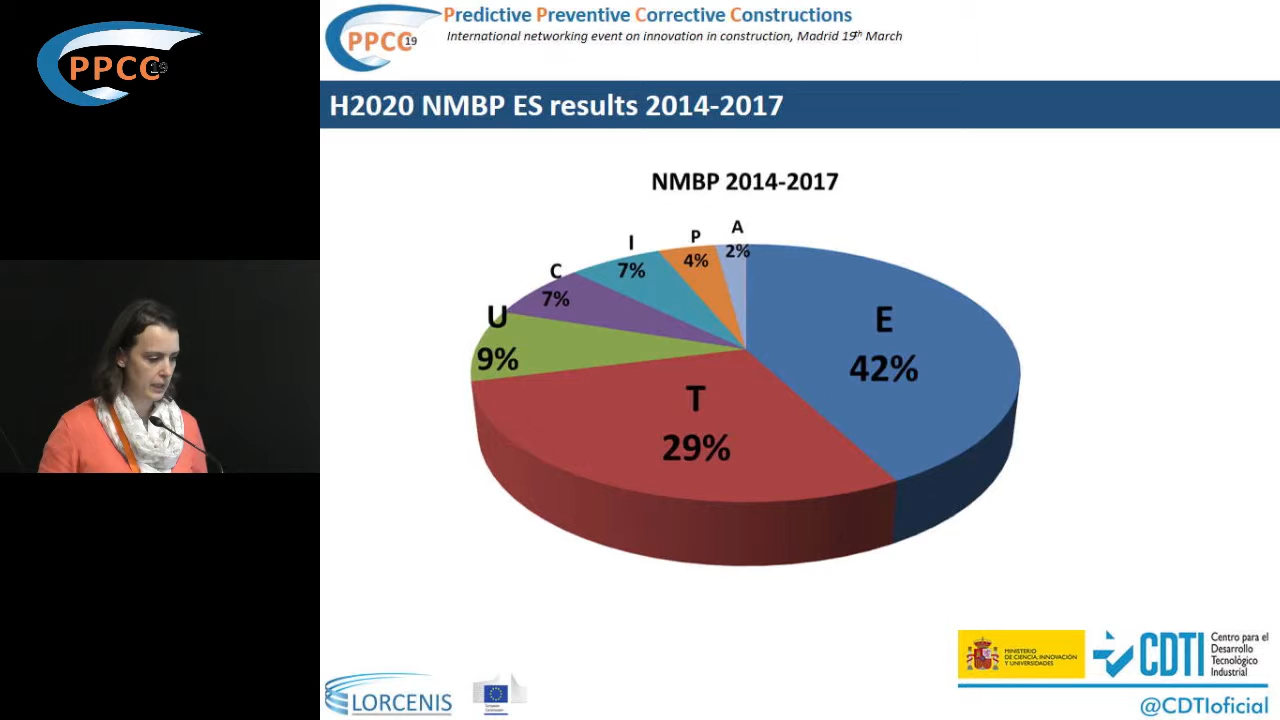 PPCC19
PPCC19
Predictive Preventive Corrective Constructions
International networking event on innovation in construction, Madrid 19th March
H2020 NMBP ES results 2014-2017
NMBP 2014-2017
A
2%
P
4%
I
7%
C
7%
U
9%
E
42%
T
29%
LORCENIS
European
Commission
MINISTERIO
DE CIENCIA, INNOVACIÓN
Y UNIVERSIDADES
CDTI
Centro para el
Desarrollo
Tecnológico
Industrial
@CDTIoficial